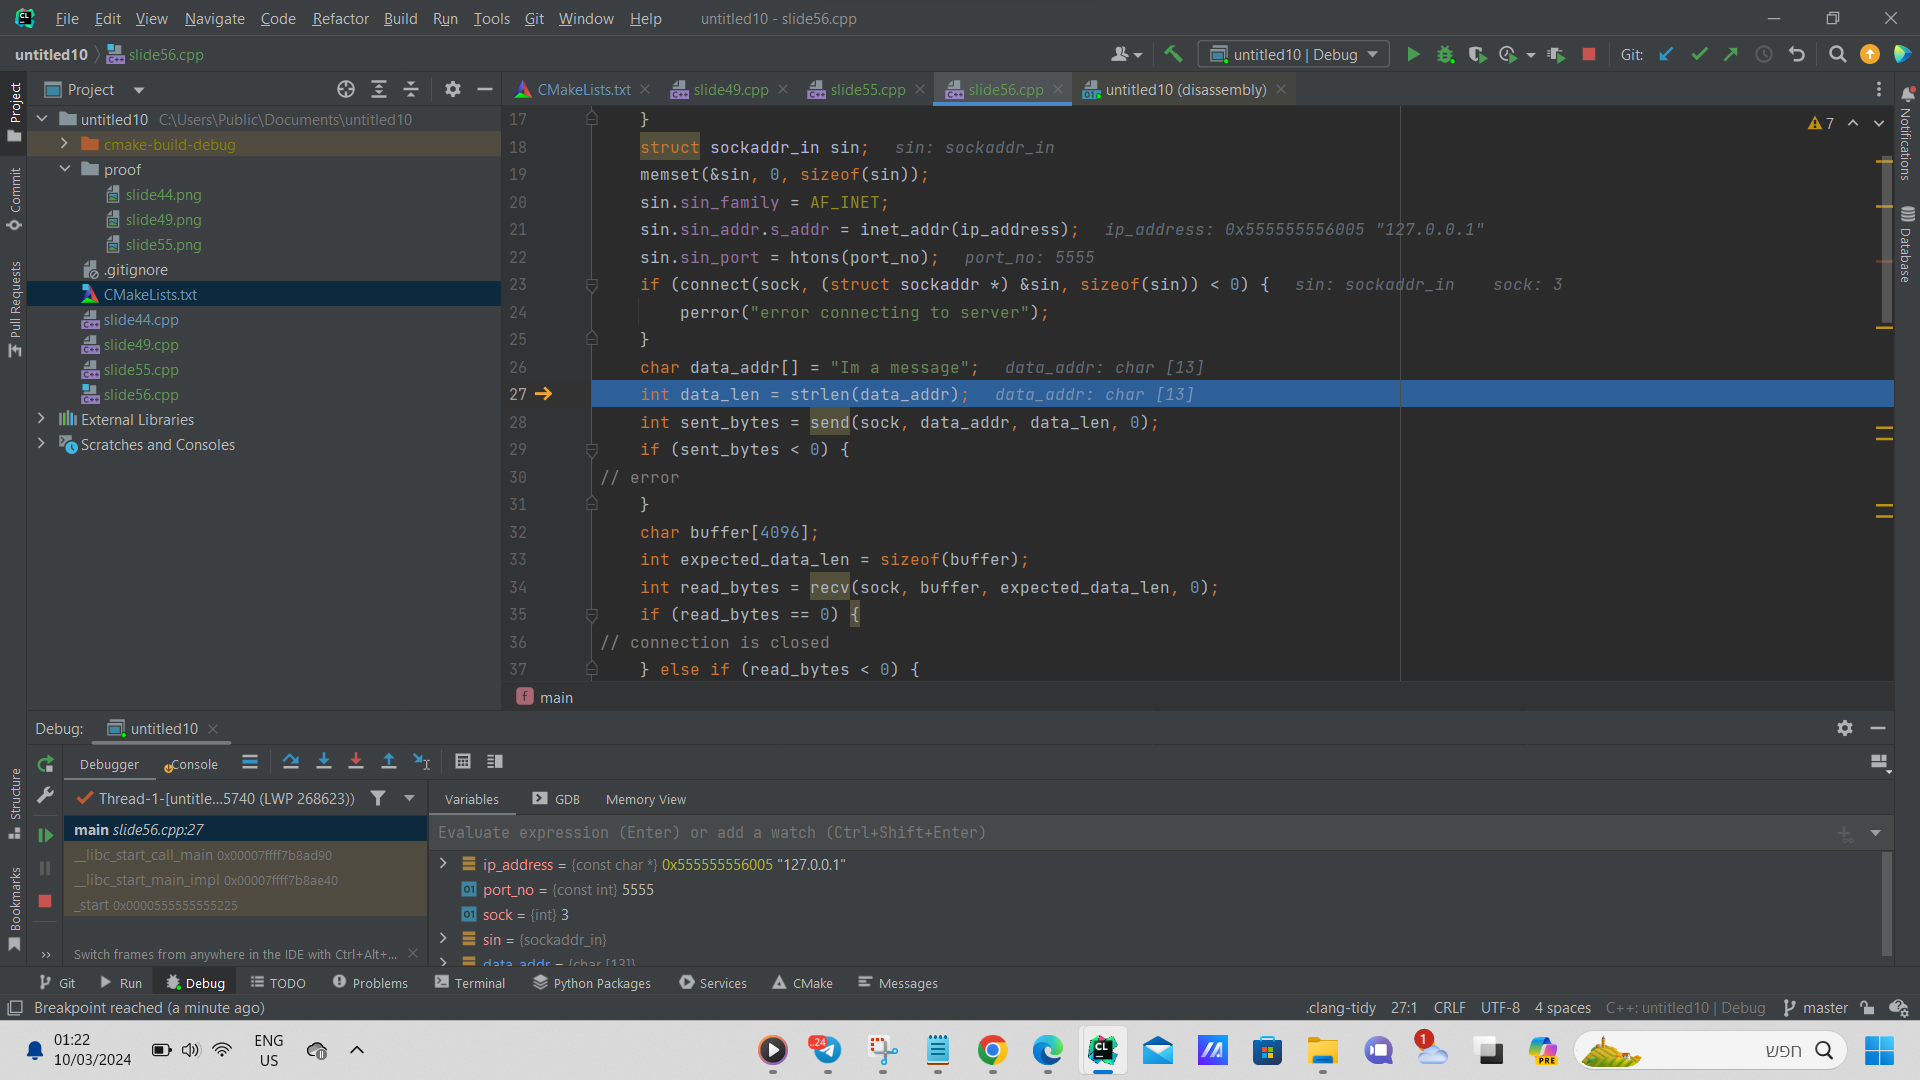 File Edit View Navigate Code Refactor Build Run Tools Git Window Help untitled10 - slide56.cpp
untitled10 slide56.cpp untitled10 | Debug Git:
Project CMakeLists.txt slide49.cpp slide55.cpp slide56.cpp untitled10 (disassembly)
untitled10 C:\Users\Public\Documents\untitled10
cmake-build-debug
proof
slide44.png
slide49.png
slide55.png
.gitignore
CMakeLists.txt
slide44.cpp
slide49.cpp
slide55.cpp
slide56.cpp
External Libraries
Scratches and Consoles
Project
Commit
Pull Requests
Structure
Bookmarks
Notifications
Database
7
17 }
18 struct sockaddr_in sin; sin: sockaddr_in
19 memset(&sin, 0, sizeof(sin));
20 sin.sin_family = AF_INET;
21 sin.sin_addr.s_addr = inet_addr(ip_address); ip_address: 0x555555556005 "127.0.0.1"
22 sin.sin_port = htons(port_no); port_no: 5555
23 if (connect(sock, (struct sockaddr *) &sin, sizeof(sin)) < 0) { sin: sockaddr_in sock: 3
24 perror("error connecting to server");
25 }
26 char data_addr[] = "Im a message"; data_addr: char [13]
27 int data_len = strlen(data_addr); data_addr: char [13]
28 int sent_bytes = send(sock, data_addr, data_len, 0);
29 if (sent_bytes < 0) {
30 // error
31 }
32 char buffer[4096];
33 int expected_data_len = sizeof(buffer);
34 int read_bytes = recv(sock, buffer, expected_data_len, 0);
35 if (read_bytes == 0) {
36 // connection is closed
37 } else if (read_bytes < 0) {
main
Debug: untitled10
Debugger Console
Thread-1-[untitle...5740 (LWP 268623)) Variables GDB Memory View
main slide56.cpp:27
__libc_start_call_main 0x00007ffff7b8ad90
__libc_start_main_impl 0x00007ffff7b8ae40
_start 0x0000555555555225
Switch frames from anywhere in the IDE with Ctrl+Alt+...
Evaluate expression (Enter) or add a watch (Ctrl+Shift+Enter)
ip_address = {const char *} 0x555555556005 "127.0.0.1"
port_no = {const int} 5555
sock = {int} 3
sin = {sockaddr_in}
data_addr = {char [13]}
Git Run Debug TODO Problems Terminal Python Packages Services CMake Messages
Breakpoint reached (a minute ago) .clang-tidy 27:1 CRLF UTF-8 4 spaces C++: untitled10 | Debug master
01:22
10/03/2024
ENG
US
24
CL
1
PRE
חפש